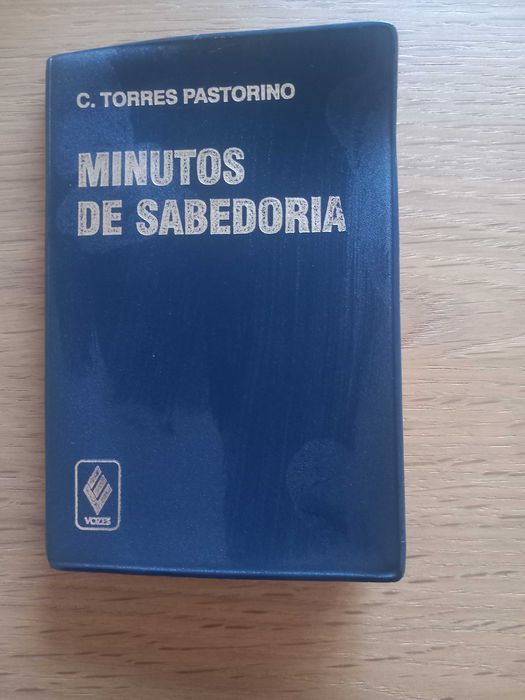 C. TORRES PASTORINO
MINUTOS
DE SABEDORIA
VOZES